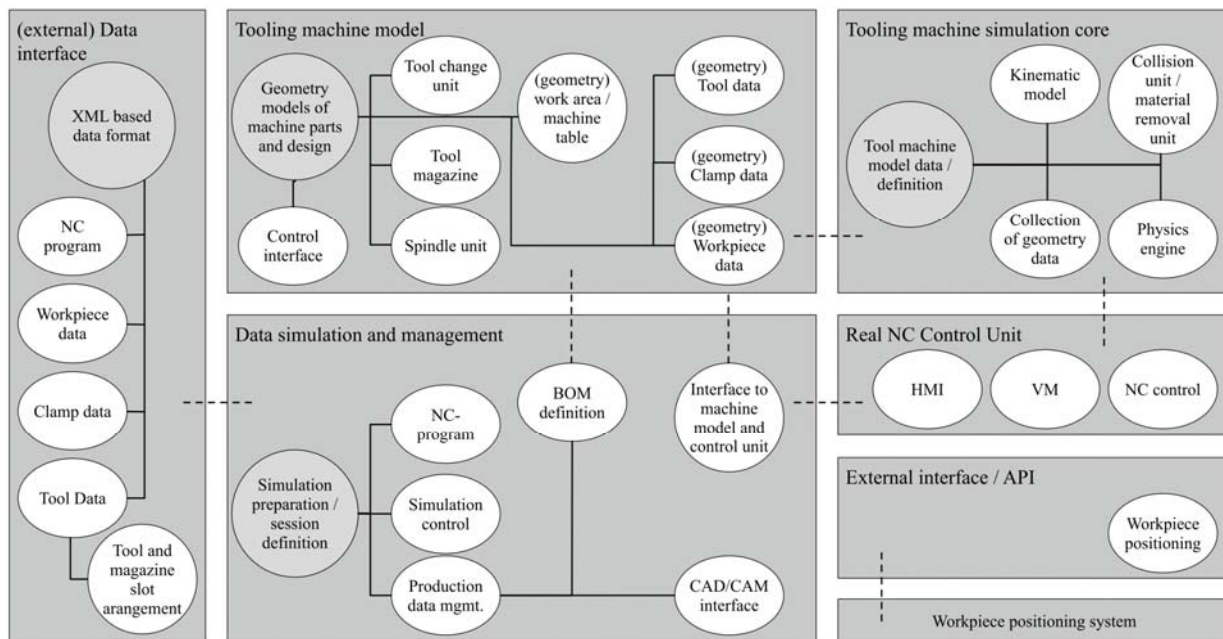 (external) Data
interface
XML based
data format
NC
program
Workpiece
data
Clamp data
Tool Data
Tool and
magazine
slot
arangement
Tooling machine model
Geometry
models of
machine parts
and design
Control
interface
Tool change
unit
Tool
magazine
Spindle unit
(geometry)
work area /
machine
table
(geometry)
Tool data
(geometry)
Clamp data
(geometry)
Workpiece
data
Data simulation and management
Simulation
preparation /
session
definition
NC-
program
Simulation
control
Production
data mgmt.
BOM
definition
Interface to
machine
model and
control unit
CAD/CAM
interface
Tooling machine simulation core
Tool machine
model data /
definition
Kinematic
model
Collision
unit /
material
removal
unit
Collection
of geometry
data
Physics
engine
Real NC Control Unit
HMI
VM
NC control
External interface / API
Workpiece
positioning
Workpiece positioning system